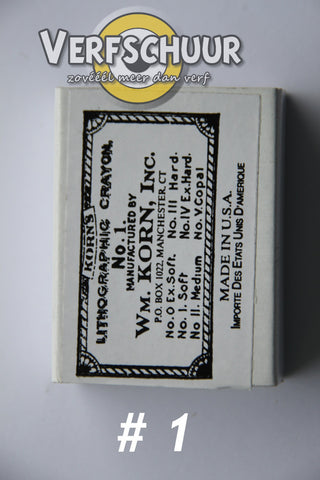 VERFSCHUUR
zovéél meer dan verf
KORN'S
LITHOGRAPHIC CRAYON.
No. 1.
MANUFACTURED BY
WM. KORN, INC.
P.O. BOX 1022, MANCHESTER, CT
No. 0 Ex. Soft. No. III Hard.
No. I. Soft No. IV Ex. Hard.
No II. Medium No. V. Copal
MADE IN U.S.A.
IMPORTE DES ETATS UNIS D'AMERIQUE
# 1